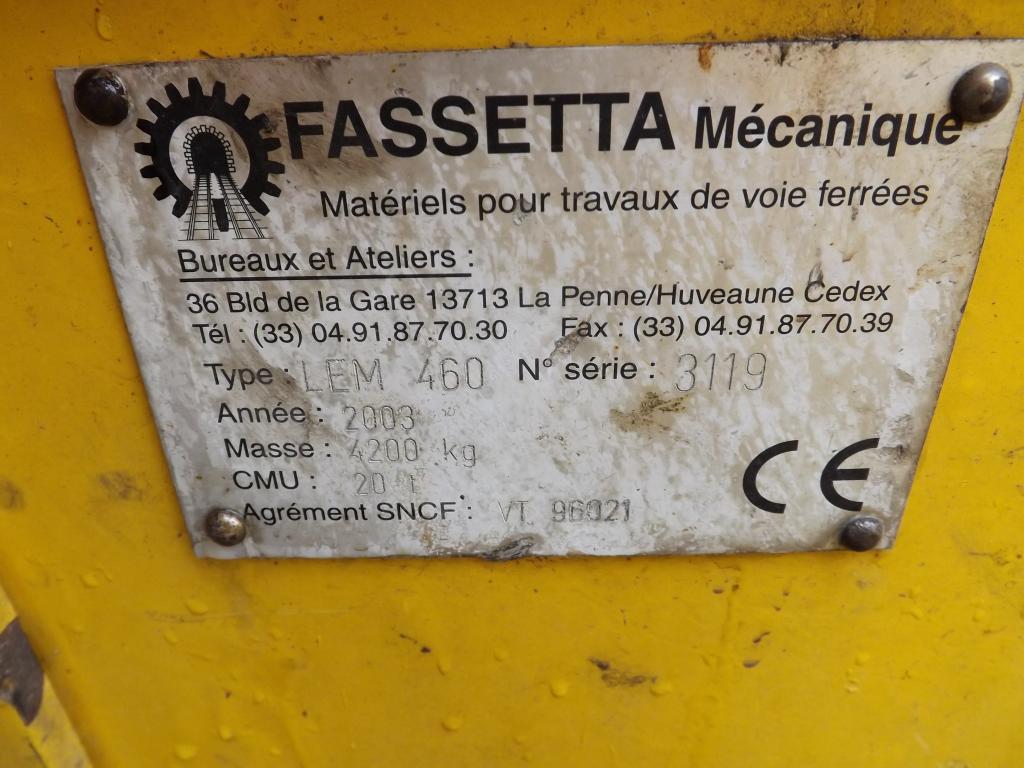 FASSETTA Mécanique
Matériels pour travaux de voie ferrées
Bureaux et Ateliers :
36 Bld de la Gare 13713 La Penne/Huveaune Cedex
Tél : (33) 04.91.87.70.30 Fax : (33) 04.91.87.70.39
Type : LEM 460 N° série : 3119
Année : 2003
Masse : 4200 kg
CMU : 20 t
Agrément SNCF : VT 96021
CE